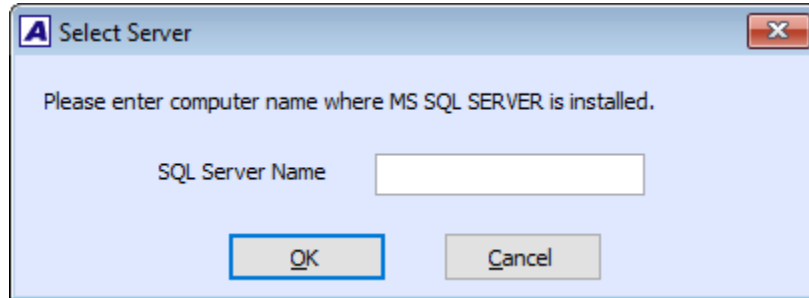 A Select Server
Please enter computer name where MS SQL SERVER is installed.
SQL Server Name
OK Cancel